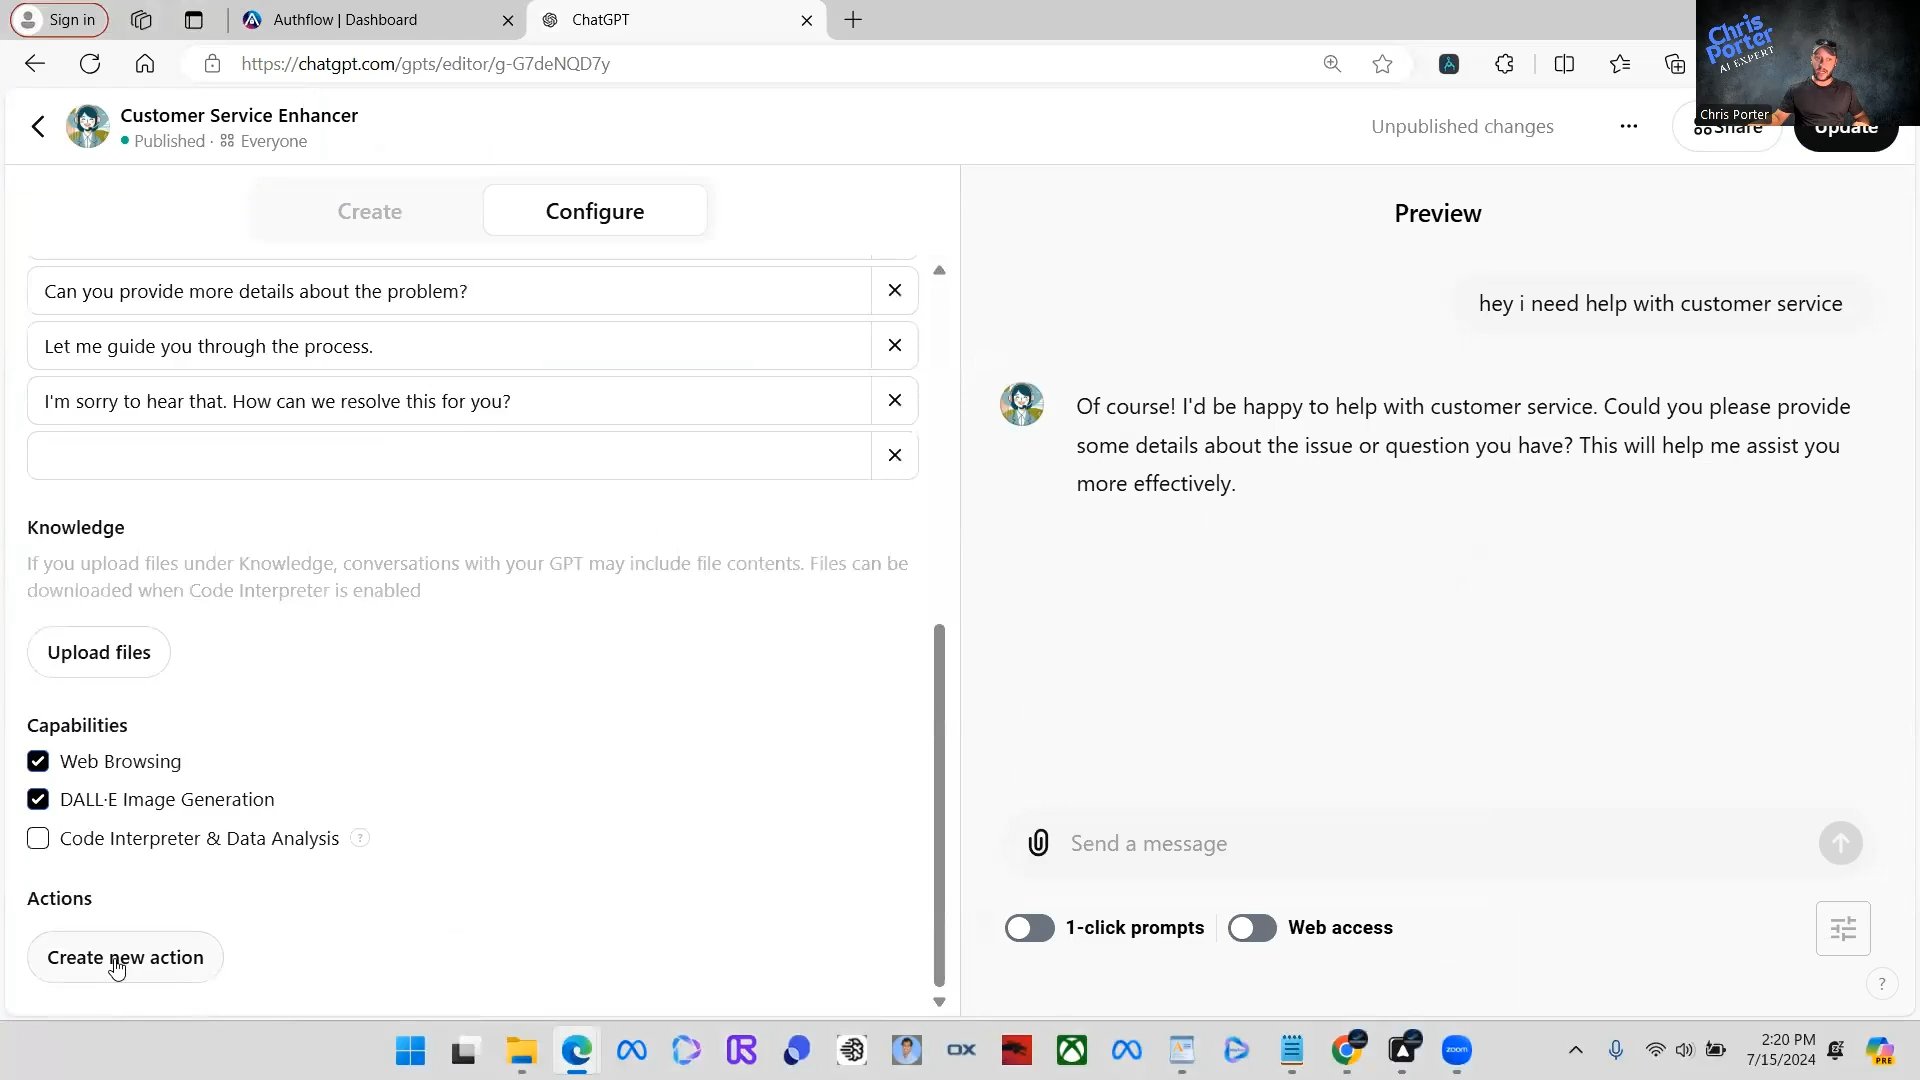 Sign in
Authflow | Dashboard
ChatGPT
https://chatgpt.com/gpts/editor/g-G7deNQD7y
Chris
Porter
AI EXPERT
Chris Porter
Customer Service Enhancer
Published · Everyone
Unpublished changes
Share
Update
Create
Configure
Preview
Can you provide more details about the problem?
Let me guide you through the process.
I'm sorry to hear that. How can we resolve this for you?
Knowledge
If you upload files under Knowledge, conversations with your GPT may include file contents. Files can be
downloaded when Code Interpreter is enabled
Upload files
Capabilities
Web Browsing
DALL·E Image Generation
Code Interpreter & Data Analysis ?
Actions
Create new action
hey i need help with customer service
Of course! I'd be happy to help with customer service. Could you please provide
some details about the issue or question you have? This will help me assist you
more effectively.
Send a message
1-click prompts
Web access
?
OX
zoom
2:20 PM
7/15/2024
PRE